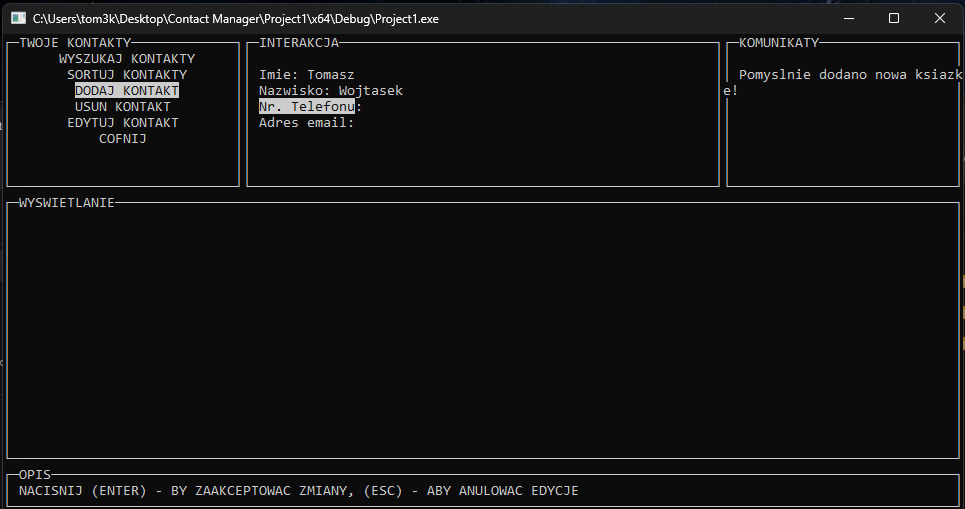 C:\Users\tom3k\Desktop\Contact Manager\Project1\x64\Debug\Project1.exe
TWOJE KONTAKTY
WYSZUKAJ KONTAKTY
SORTUJ KONTAKTY
DODAJ KONTAKT
USUN KONTAKT
EDYTUJ KONTAKT
COFNIJ
INTERAKCJA
Imie: Tomasz
Nazwisko: Wojtasek
Nr. Telefonu:
Adres email:
KOMUNIKATY
Pomyslnie dodano nowa ksiazk
e!
WYSWIETLANIE
OPIS
NACISNIJ (ENTER) - BY ZAAKCEPTOWAC ZMIANY, (ESC) - ABY ANULOWAC EDYCJE